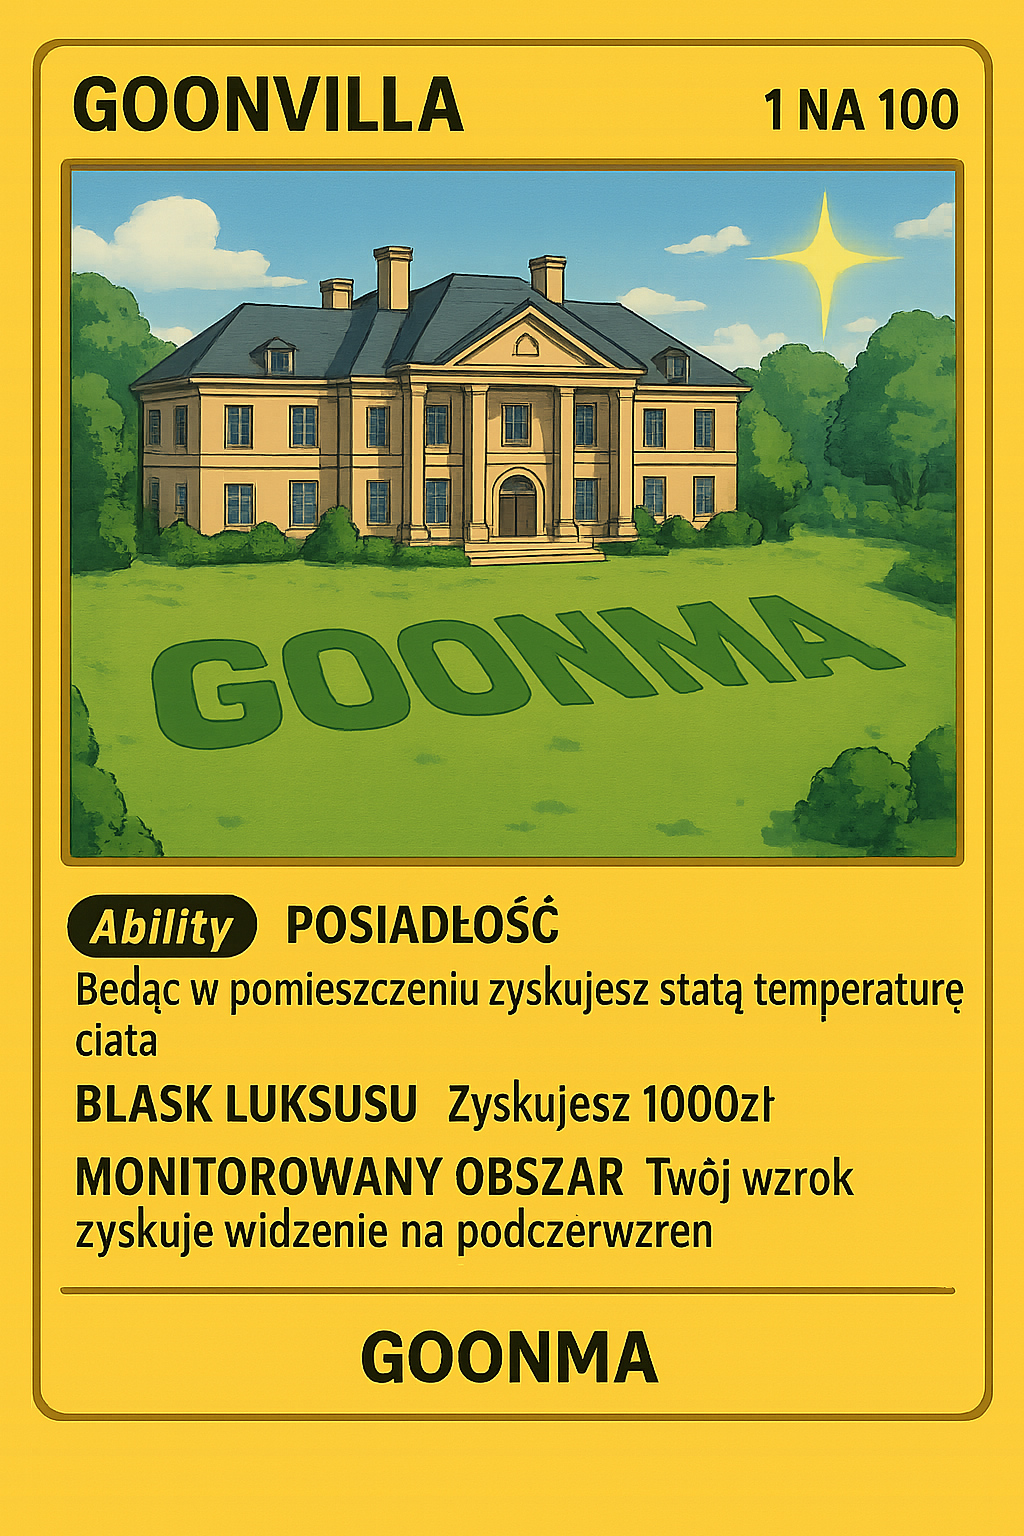 GOONVILLA
1 NA 100
GOONMA
Ability POSIADŁOŚĆ
Bedąc w pomieszczeniu zyskujesz statą temperaturę
ciata
BLASK LUKSUSU Zyskujesz 1000zł
MONITOROWANY OBSZAR Twôj wzrok
zyskuje widzenie na podczerwzren
GOONMA